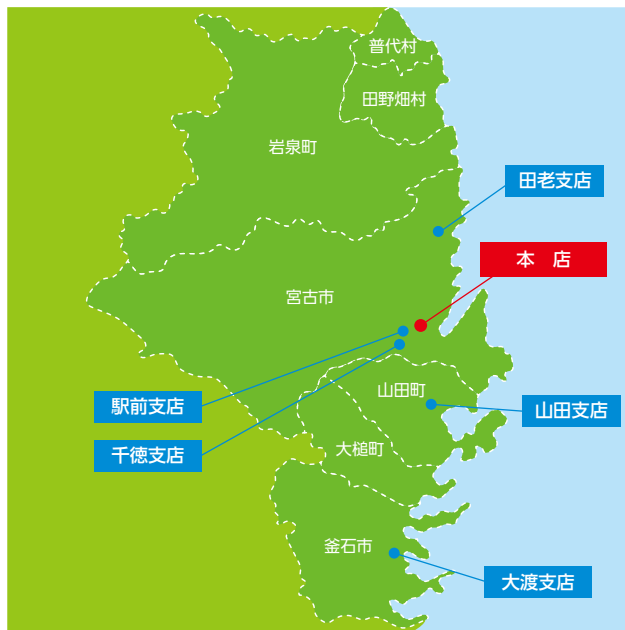 普代村
田野畑村
岩泉町
田老支店
本　店
宮古市
山田町
駅前支店
山田支店
千徳支店
大槌町
釜石市
大渡支店